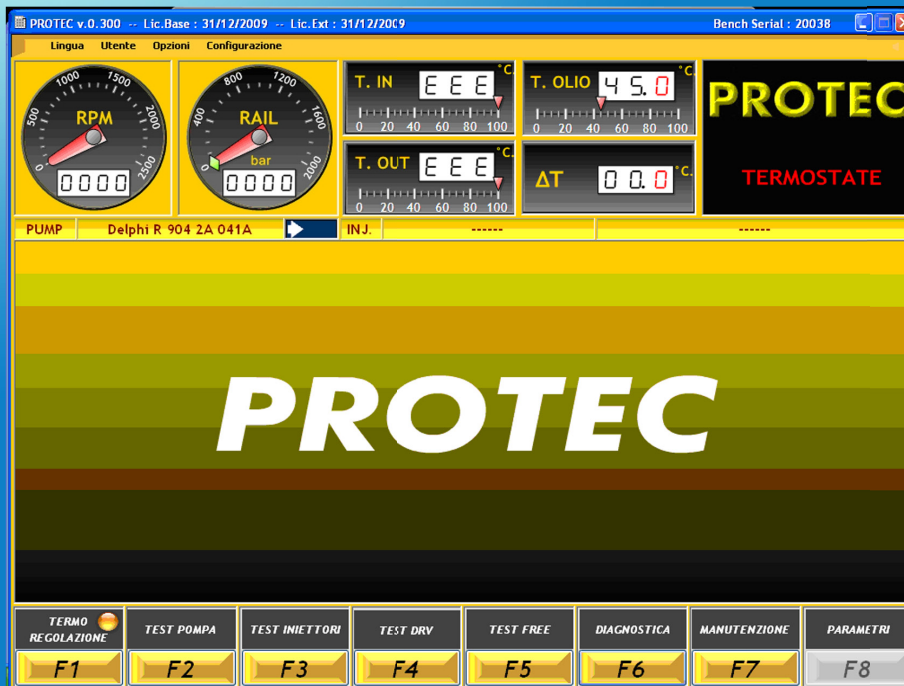 PROTEC v.0.300 -- Lic.Base : 31/12/2009 -- Lic.Ext : 31/12/2009 Bench Serial : 20038
Lingua Utente Opzioni Configurazione
0 500 1000 1500 2000 2500
RPM
0000
0 400 800 1200 1600 2000
RAIL
bar
0000
T. IN EEE °C.
0 20 40 60 80 100
T. OUT EEE °C.
0 20 40 60 80 100
T. OLIO 45.0 °C.
0 20 40 60 80 100
ΔT 00.0 °C.
PROTEC
TERMOSTATE
PUMP Delphi R 904 2A 041A INJ. ------ ------
PROTEC
TERMO REGOLAZIONE
TEST POMPA
TEST INIETTORI
TEST DRV
TEST FREE
DIAGNOSTICA
MANUTENZIONE
PARAMETRI
F1 F2 F3 F4 F5 F6 F7 F8